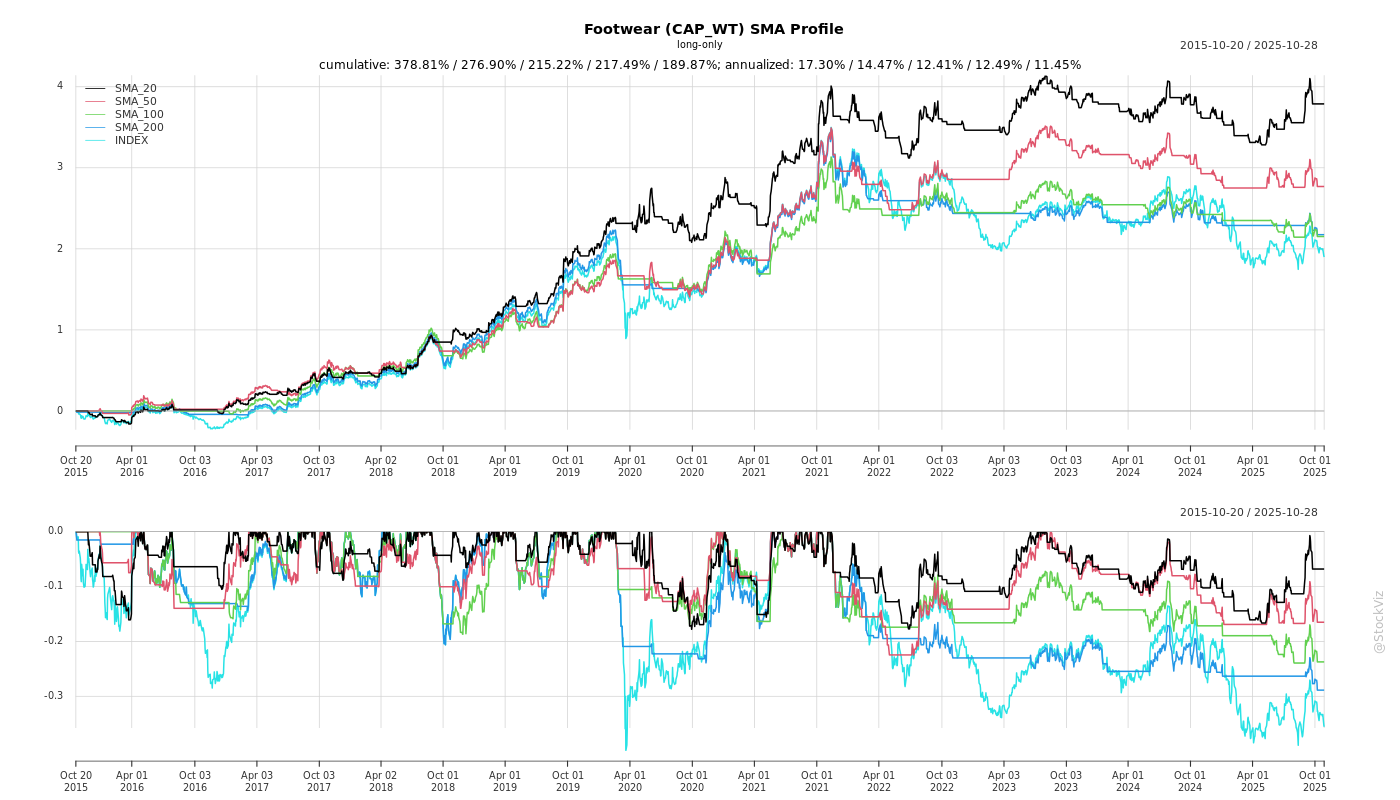 Footwear (CAP_WT) SMA Profile
long-only
2015-10-20 / 2025-10-28
cumulative: 378.81% / 276.90% / 215.22% / 217.49% / 189.87%; annualized: 17.30% / 14.47% / 12.41% / 12.49% / 11.45%
SMA_20
SMA_50
SMA_100
SMA_200
INDEX
4
3
2
1
0
Oct 20 Apr 01 Oct 03 Apr 03 Oct 03 Apr 02 Oct 01 Apr 01 Oct 01 Apr 01 Oct 01 Apr 01 Oct 01 Apr 01 Oct 03 Apr 03 Oct 03 Apr 01 Oct 01 Apr 01 Oct 01
2015 2016 2016 2017 2017 2018 2018 2019 2019 2020 2020 2021 2021 2022 2022 2023 2023 2024 2024 2025 2025
2015-10-20 / 2025-10-28
0.0
-0.1
-0.2
-0.3
Oct 20 Apr 01 Oct 03 Apr 03 Oct 03 Apr 02 Oct 01 Apr 01 Oct 01 Apr 01 Oct 01 Apr 01 Oct 01 Apr 01 Oct 03 Apr 03 Oct 03 Apr 01 Oct 01 Apr 01 Oct 01
2015 2016 2016 2017 2017 2018 2018 2019 2019 2020 2020 2021 2021 2022 2022 2023 2023 2024 2024 2025 2025
@StockViz